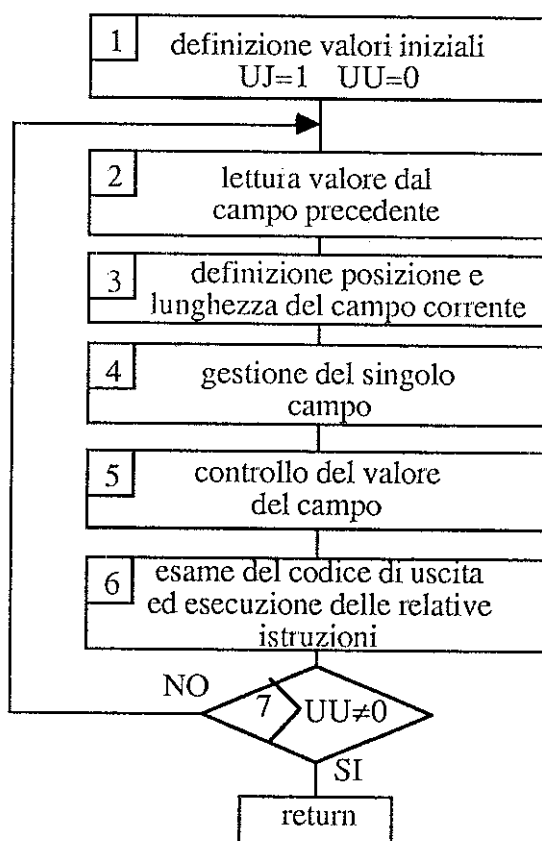 1
definizione valori iniziali
UJ=1 UU=0
2
lettura valore dal
campo precedente
3
definizione posizione e
lunghezza del campo corrente
4
gestione del singolo
campo
5
controllo del valore
del campo
6
esame del codice di uscita
ed esecuzione delle relative
istruzioni
NO
7 UU≠0
SI
return